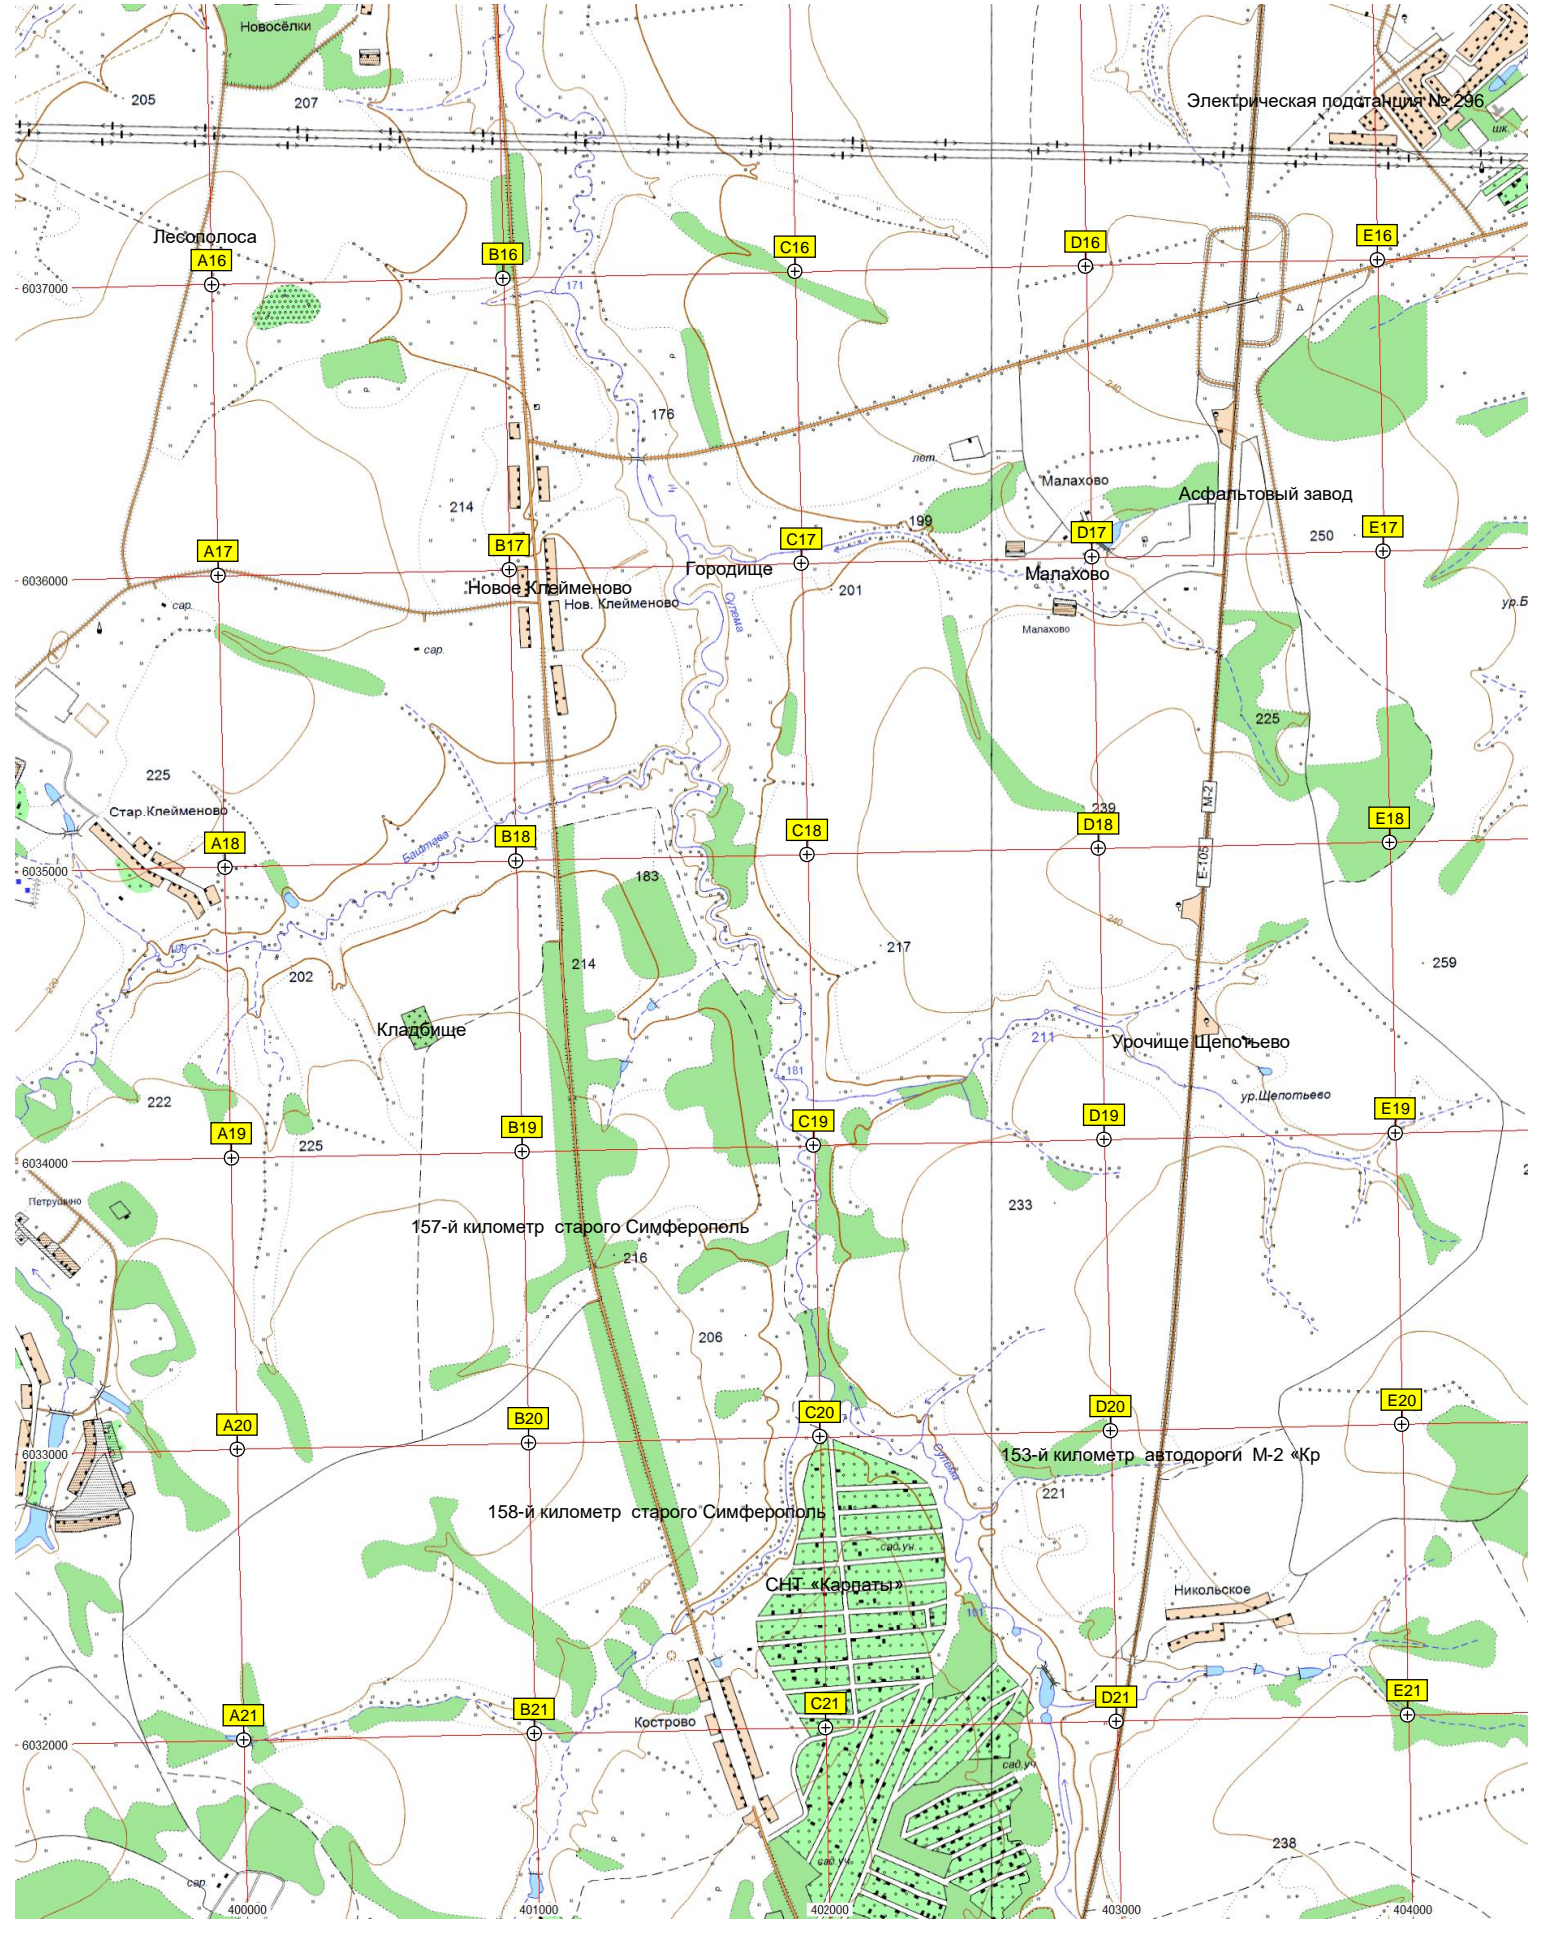 Новосёлки
205
207
Электрическая подстанция № 296
шк.
Лесополоса
A16
B16
C16
D16
E16
6037000
171
240
176
лет.
Малахово
Асфальтовый завод
214
199
250
A17
B17
C17
D17
E17
6036000
Городище
Малахово
Новое Клейменово
201
сар.
Нов. Клейменово
Сулема
ур.Б
Малахово
сар.
225
225
М-2
239
Стар.Клейменово
A18
B18
C18
D18
E18
Баштева
Е-105
6035000
183
240
217
214
259
202
220
Кладбище
211
Урочище Щепотьево
181
222
ур.Щепотьево
A19
B19
C19
D19
E19
225
6034000
Петрушино
233
157-й километр старого Симферополь
216
206
A20
B20
C20
D20
E20
6033000
Сулема
153-й километр автодороги М-2 «Кр
221
158-й километр старого Симферополь
сад.уч.
СНТ «Карпаты»
220
Никольское
191
A21
B21
C21
D21
E21
Кострово
6032000
сад.уч.
238
сад.уч.
сар.
400000
401000
402000
403000
404000